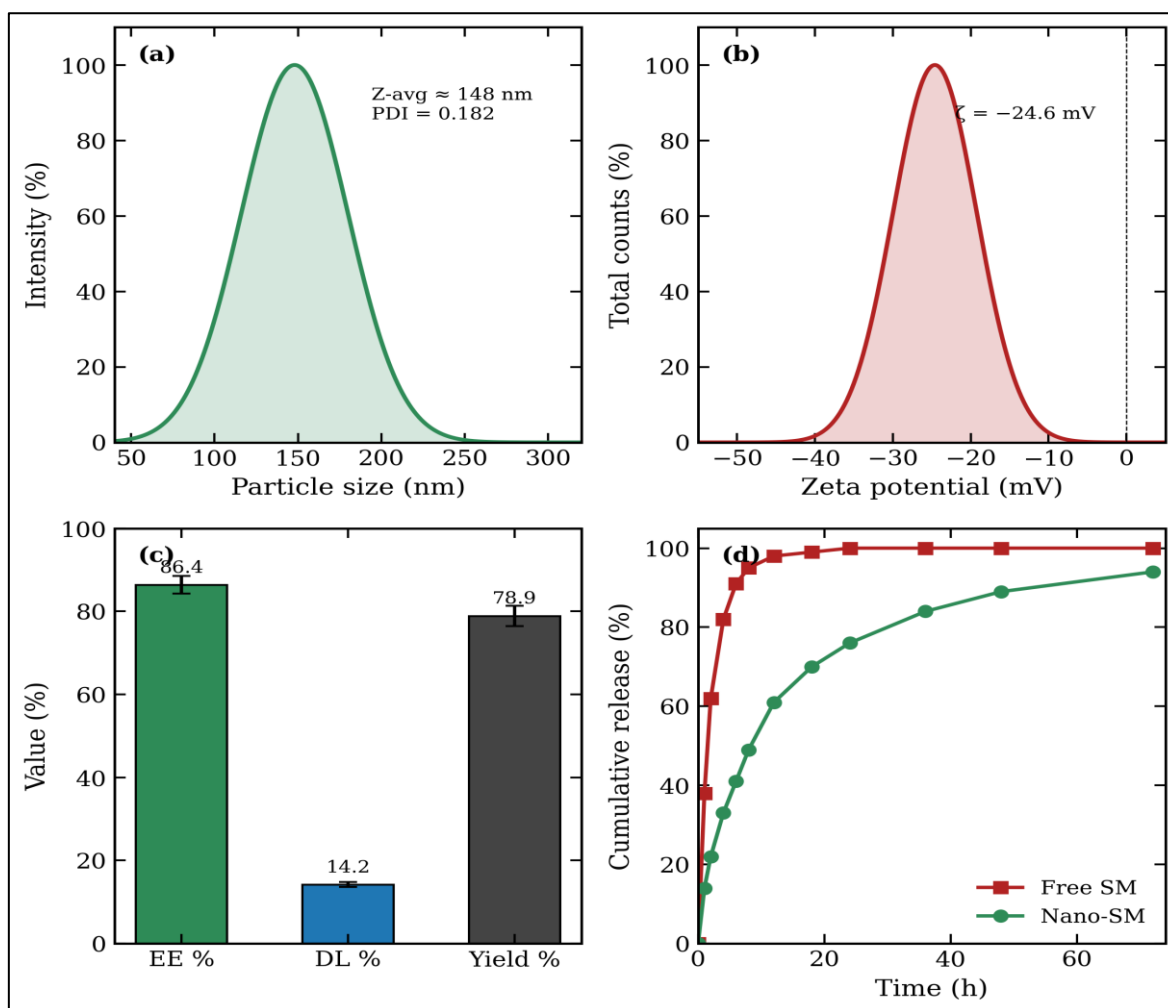 (a)
Z-avg ≈ 148 nm
PDI = 0.182
Intensity (%)
100
80
60
40
20
0
50 100 150 200 250 300
Particle size (nm)
(b)
ζ = −24.6 mV
Total counts (%)
100
80
60
40
20
0
−50 −40 −30 −20 −10 0
Zeta potential (mV)
(c)
86.4
14.2
78.9
Value (%)
100
80
60
40
20
0
EE % DL % Yield %
(d)
Cumulative release (%)
100
80
60
40
20
0
Free SM
Nano-SM
0 20 40 60
Time (h)